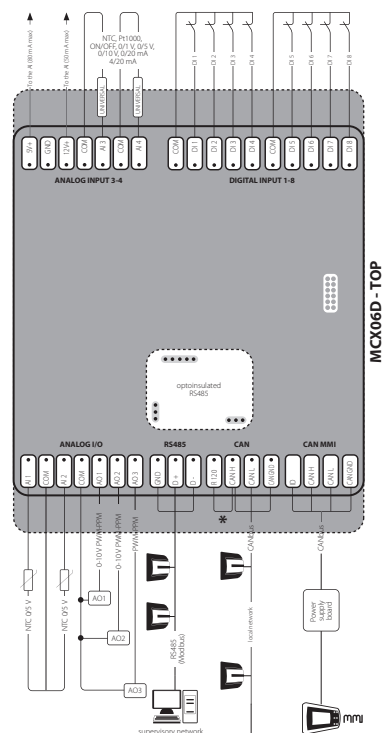 To the AI (80mA max)
To the AI (50mA max)
NTC, Pt1000,
ON/OFF, 0/1 V, 0/5 V,
0/10 V, 0/20 mA
4/20 mA
UNIVERSAL
UNIVERSAL
DI 1
DI 2
DI 3
DI 4
DI 5
DI 6
DI 7
DI 8
5V+
GND
12V+
COM
AI 3
COM
AI 4
COM
DI 1
DI 2
DI 3
DI 4
COM
DI 5
DI 6
DI 7
DI 8
ANALOG INPUT 3-4
DIGITAL INPUT 1-8
MCX06D - TOP
optoinsulated
RS485
ANALOG I/O
RS485
CAN
CAN MMI
AI 1
COM
AI 2
COM
AO 1
AO 2
AO 3
GND
D +
D -
R 120
CAN H
CAN L
CAN GND
ID
CAN H
CAN L
CAN GND
*
NTC 0/5 V
NTC 0/5 V
0-10 V PWM-PPM
0-10 V PWM-PPM
PWM-PPM
AO1
AO2
AO3
RS485
(Modbus)
CANbus
local network
CANbus
Power
supply
board
mmi
supervisory network